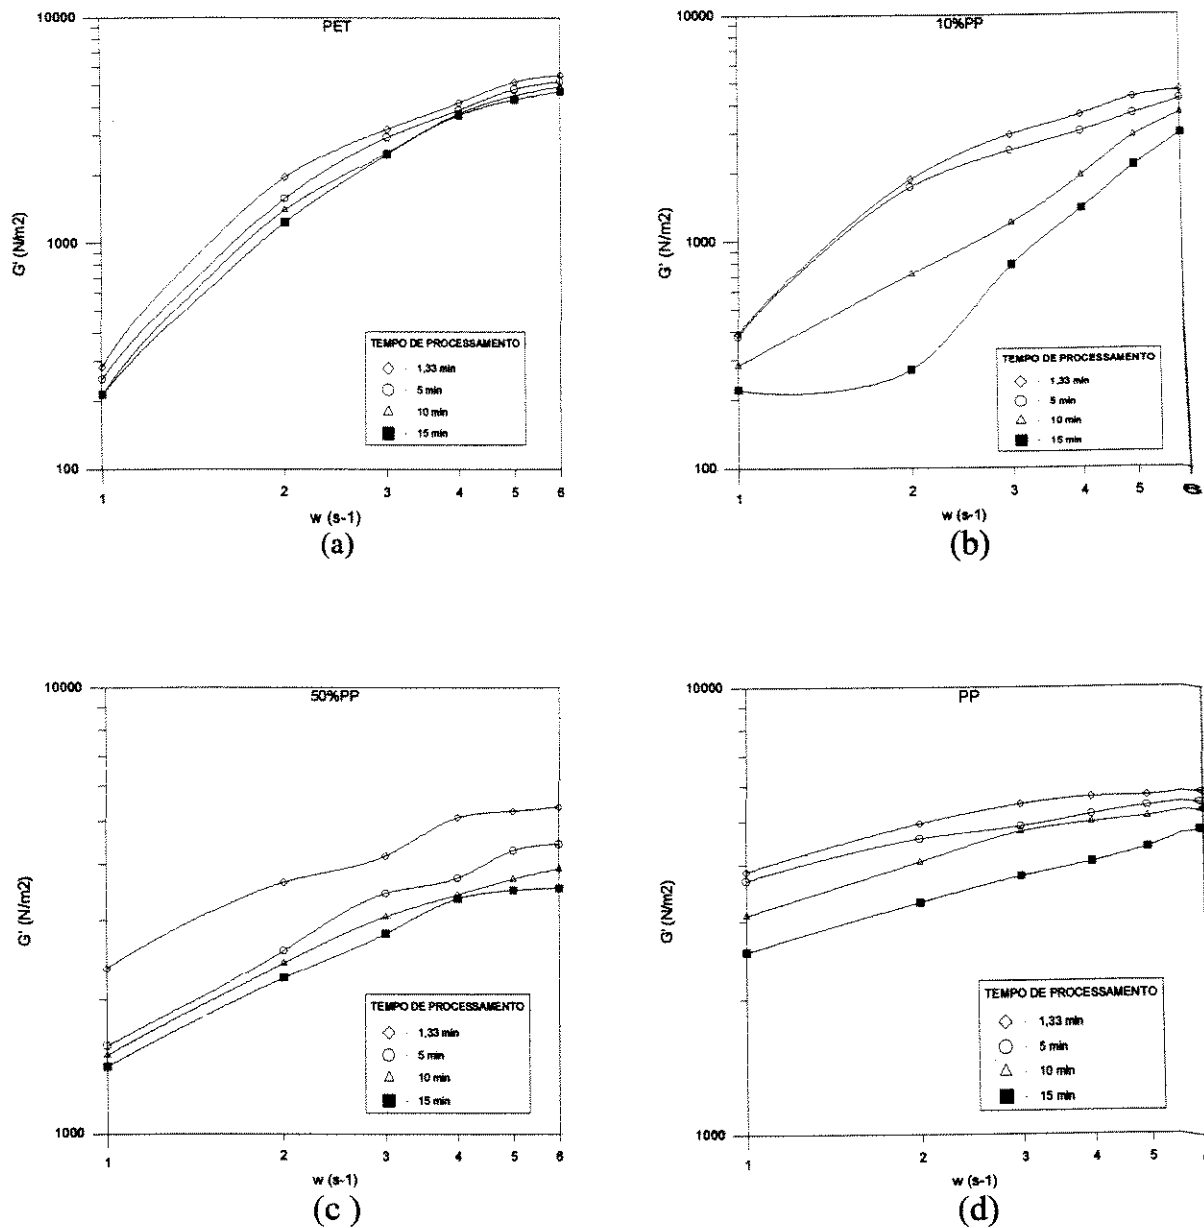 10000
PET
1000
G' (N/m2)
TEMPO DE PROCESSAMENTO
1,33 min
5 min
10 min
15 min
100
1 2 3 4 5 6
w (s-1)
(a)
10000
10%PP
1000
G' (N/m2)
TEMPO DE PROCESSAMENTO
1,33 min
5 min
10 min
15 min
100
1 2 3 4 5
w (s-1)
(b)
10000
50%PP
G' (N/m2)
TEMPO DE PROCESSAMENTO
1,33 min
5 min
10 min
15 min
1000
1 2 3 4 5 6
w (s-1)
(c )
10000
PP
G' (N/m2)
TEMPO DE PROCESSAMENTO
1,33 min
5 min
10 min
15 min
1000
1 2 3 4 5
w (s-1)
(d)